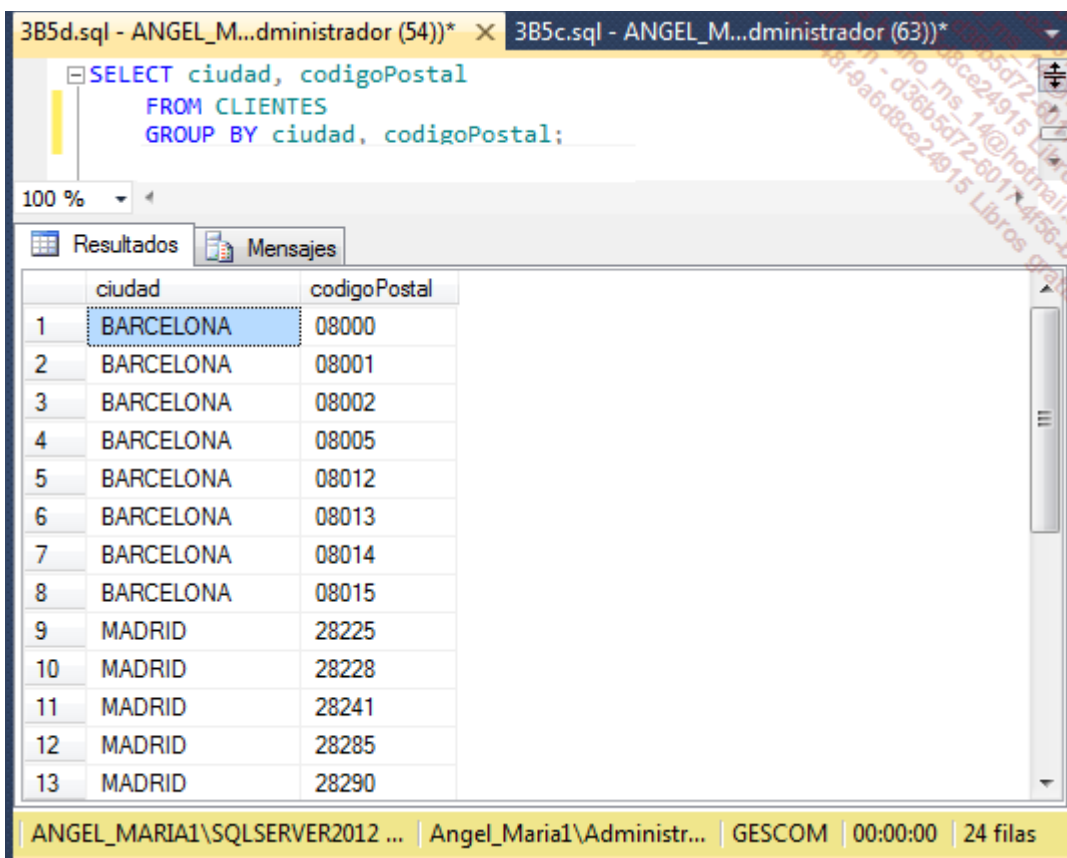 3B5d.sql - ANGEL_M...dministrador (54))* 3B5c.sql - ANGEL_M...dministrador (63))*
SELECT ciudad, codigoPostal
FROM CLIENTES
GROUP BY ciudad, codigoPostal;
100 %
Resultados Mensajes
ciudad codigoPostal
1 BARCELONA 08000
2 BARCELONA 08001
3 BARCELONA 08002
4 BARCELONA 08005
5 BARCELONA 08012
6 BARCELONA 08013
7 BARCELONA 08014
8 BARCELONA 08015
9 MADRID 28225
10 MADRID 28228
11 MADRID 28241
12 MADRID 28285
13 MADRID 28290
ANGEL_MARIA1\SQLSERVER2012 ... Angel_Maria1\Administr... GESCOM 00:00:00 24 filas